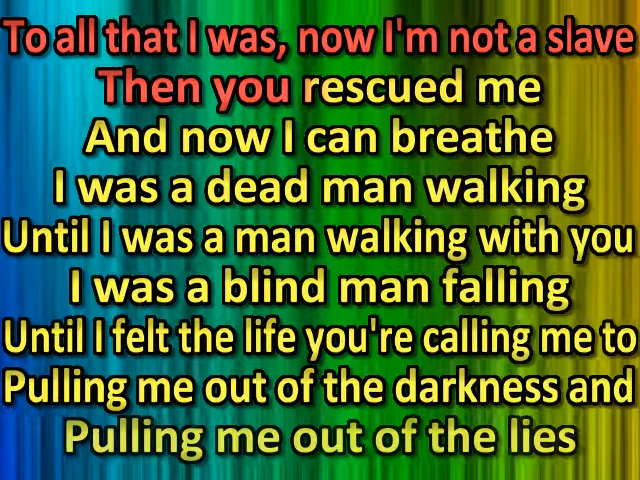 To all that I was, now I'm not a slave
Then you rescued me
And now I can breathe
I was a dead man walking
Until I was a man walking with you
I was a blind man falling
Until I felt the life you're calling me to
Pulling me out of the darkness and
Pulling me out of the lies